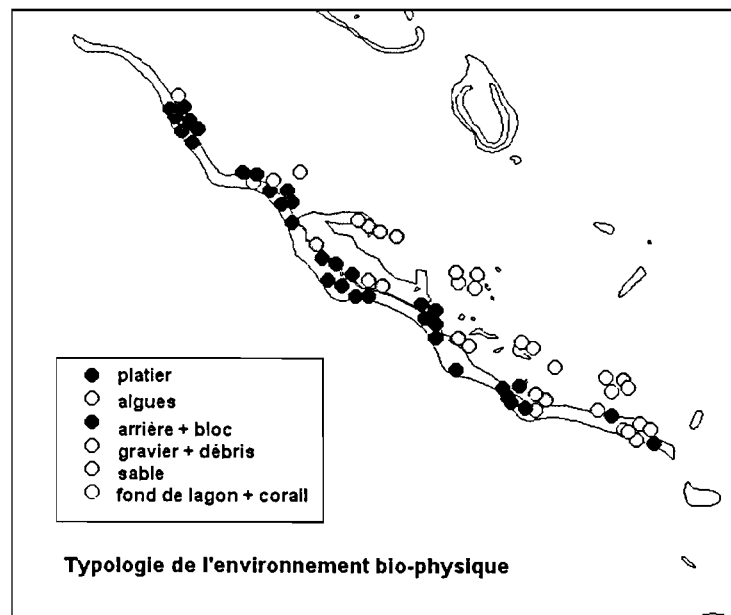 platier
algues
arrière + bloc
gravier + débris
sable
fond de lagon + corail
Typologie de l'environnement bio-physique